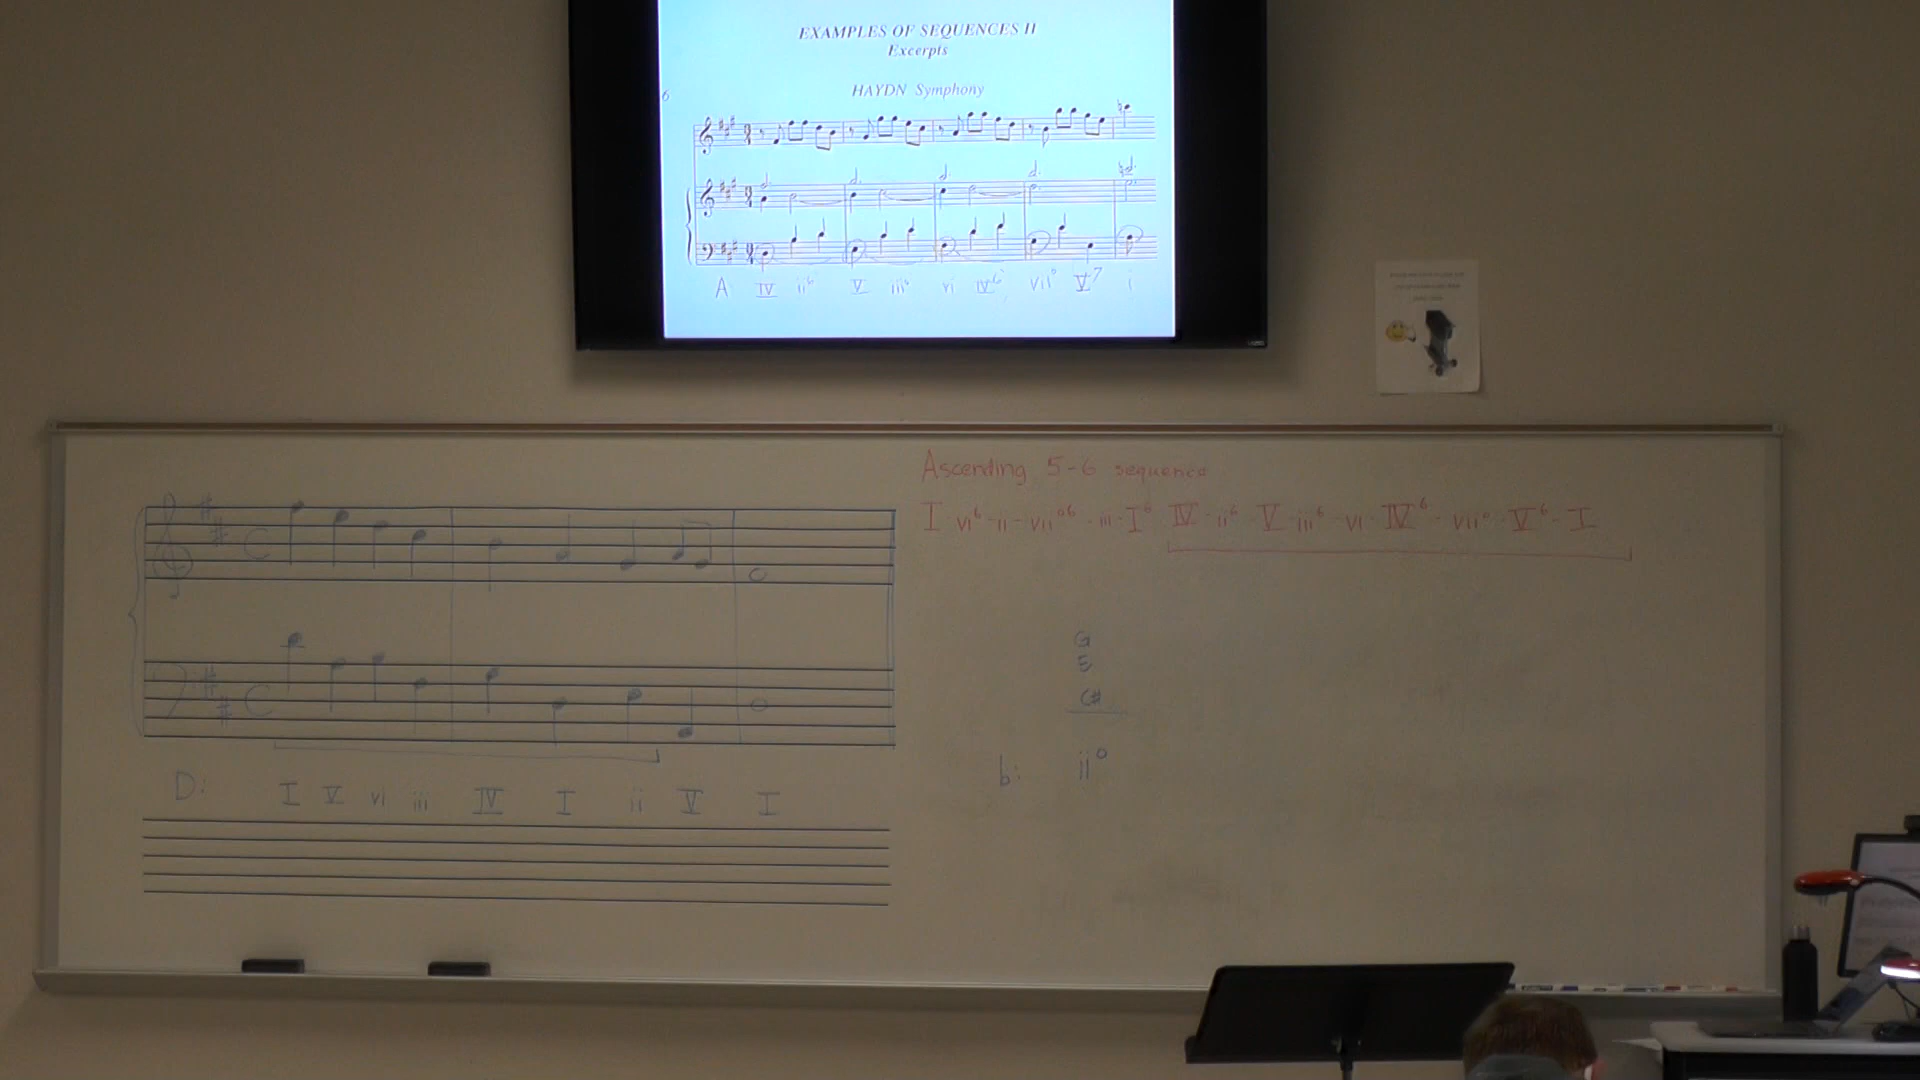 EXAMPLES OF SEQUENCES II
Excerpts
HAYDN Symphony
6
A IV ii6 V iii6 vi IV6 vii° V7 i
Ascending 5-6 sequence
I vi6 - ii - vii°6 - iii - I6 IV - ii6 V - iii6 - vi - IV6 - vii° - V6 - I
G
E
C#
b: ii°
D: I V vi iii IV I ii V I